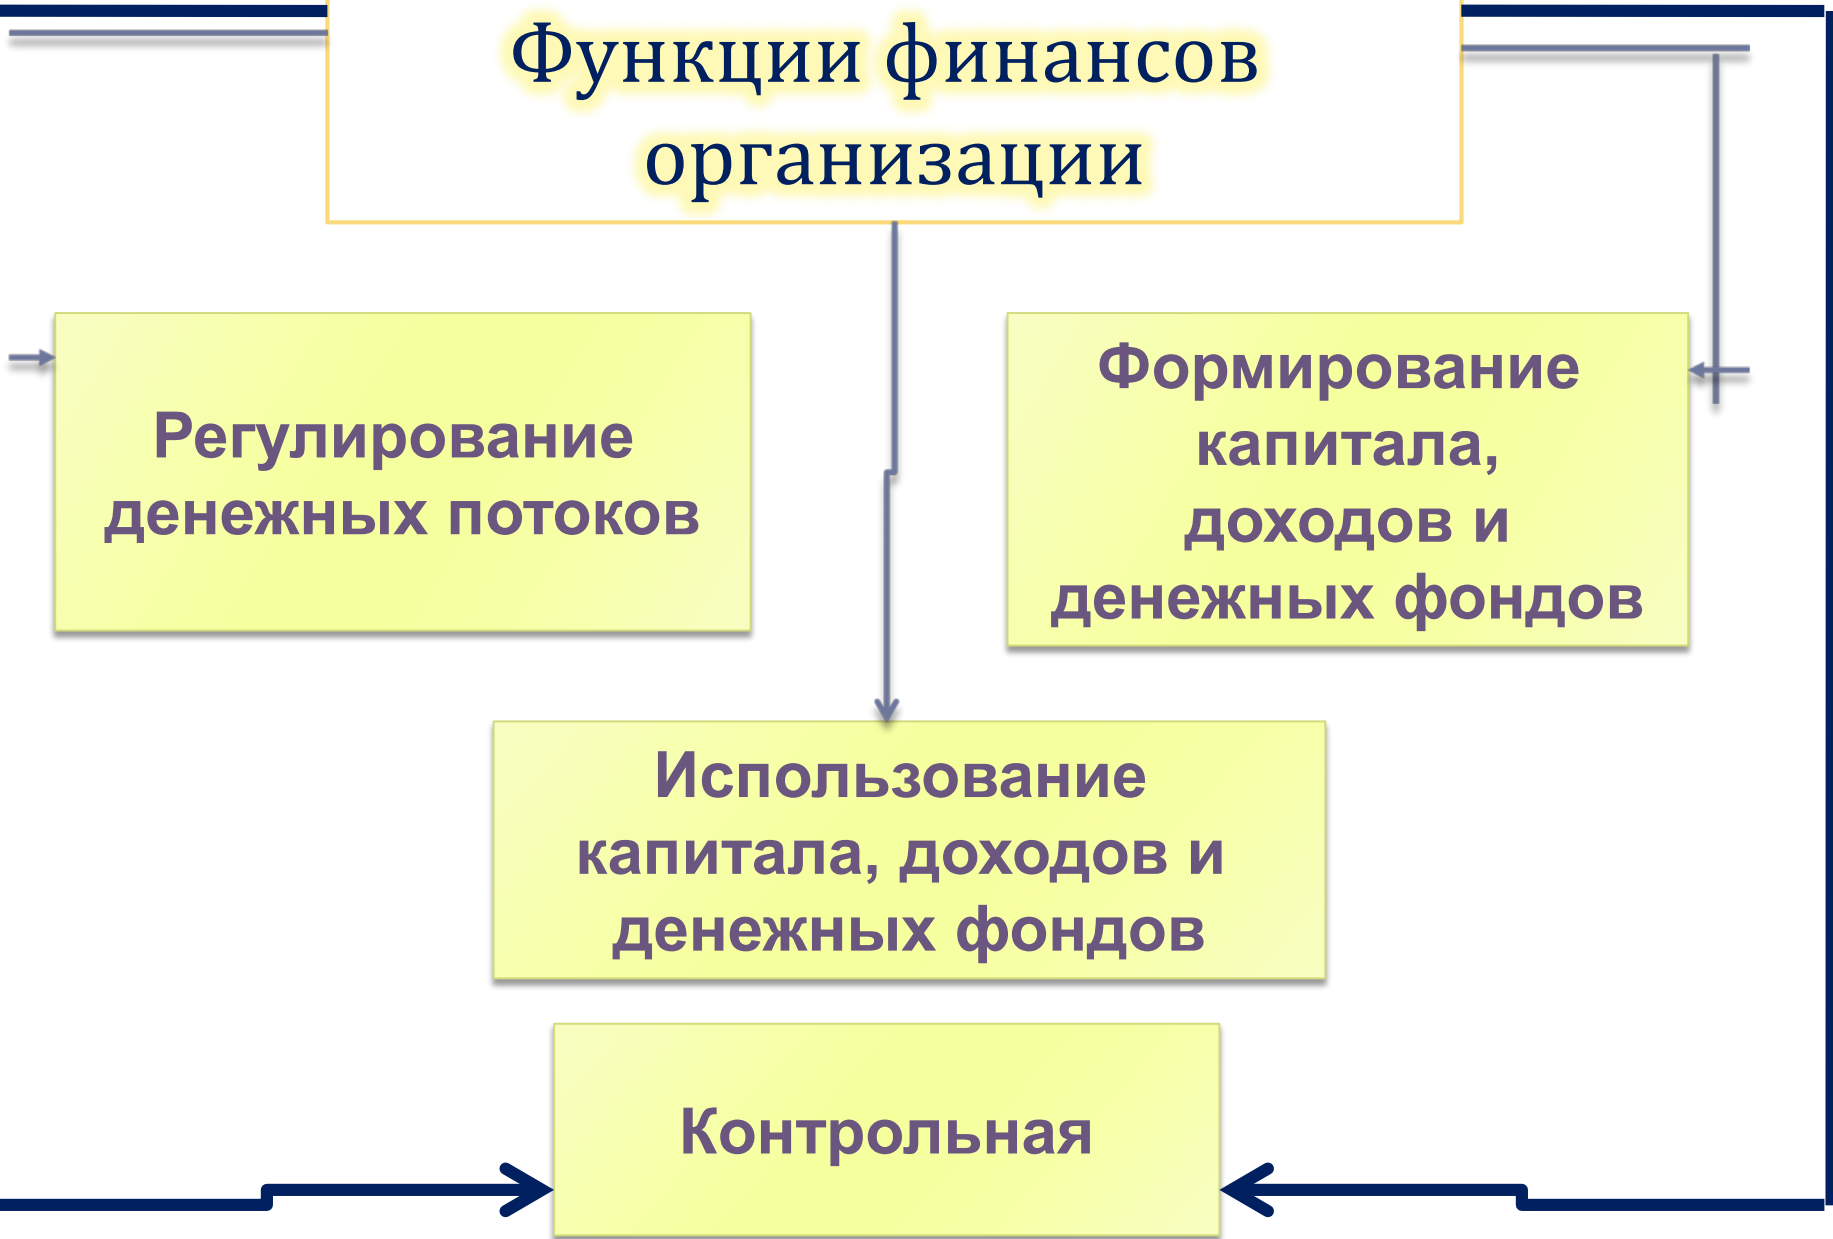 Функции финансов
организации
Регулирование
денежных потоков
Формирование
капитала,
доходов и
денежных фондов
Использование
капитала, доходов и
денежных фондов
Контрольная